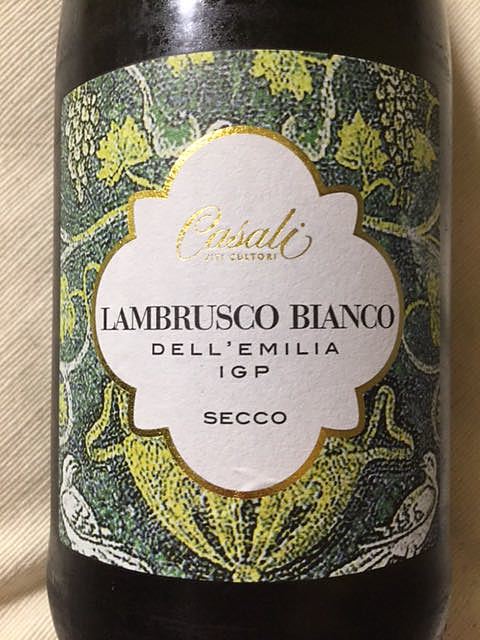 Casali
VITICULTORI
LAMBRUSCO BIANCO
DELL'EMILIA
IGP
SECCO